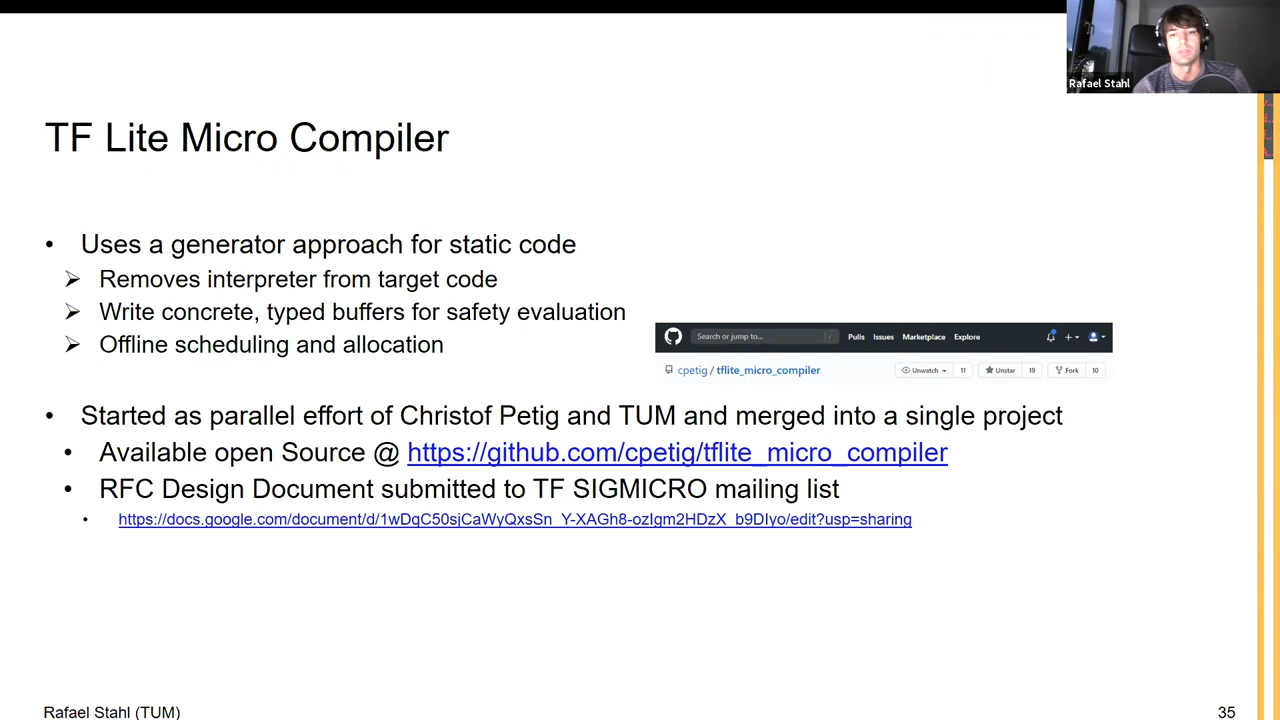 Rafael Stahl
TF Lite Micro Compiler
• Uses a generator approach for static code
➢ Removes interpreter from target code
➢ Write concrete, typed buffers for safety evaluation
➢ Offline scheduling and allocation
Search or jump to... / Pulls Issues Marketplace Explore
cpetig / tflite_micro_compiler Unwatch 11 Unstar 19 Fork 10
• Started as parallel effort of Christof Petig and TUM and merged into a single project
• Available open Source @ https://github.com/cpetig/tflite_micro_compiler
• RFC Design Document submitted to TF SIGMICRO mailing list
• https://docs.google.com/document/d/1wDqC50sjCaWyQxsSn_Y-XAGh8-ozIgm2HDzX_b9DIyo/edit?usp=sharing
Rafael Stahl (TUM) 35